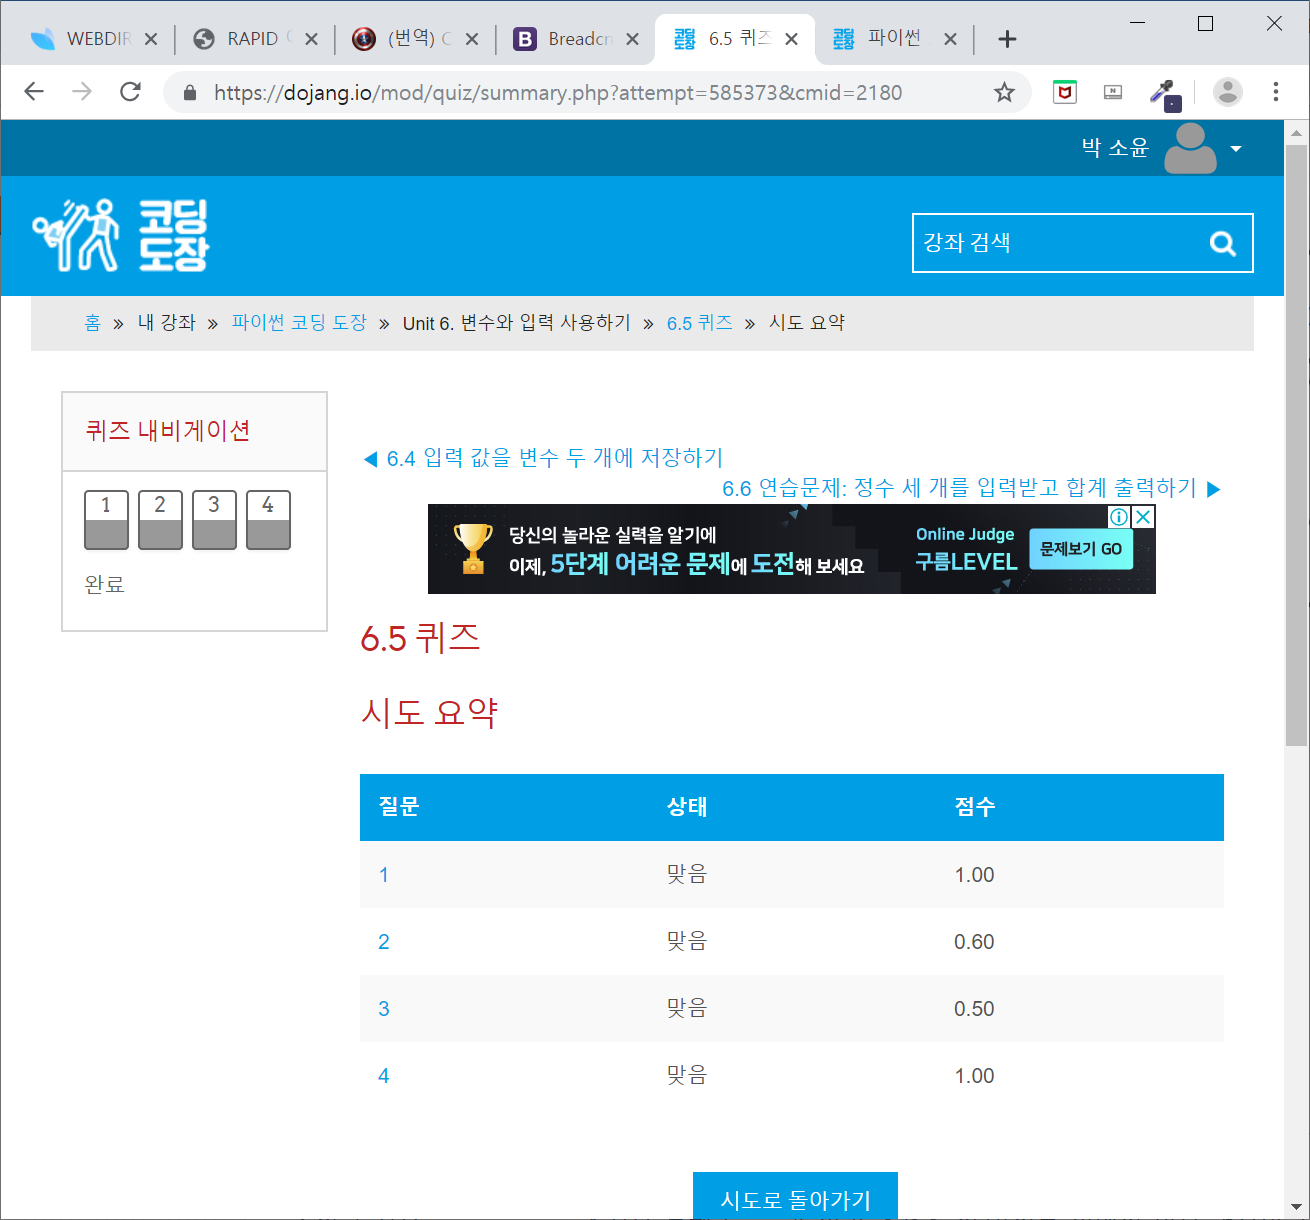 WEBDIR
RAPID
(번역) C
Breadcr
6.5 퀴즈
파이썬
https://dojang.io/mod/quiz/summary.php?attempt=585373&cmid=2180
박 소윤
코딩
도장
강좌 검색
홈 » 내 강좌 » 파이썬 코딩 도장 » Unit 6. 변수와 입력 사용하기 » 6.5 퀴즈 » 시도 요약
퀴즈 내비게이션
1 2 3 4
완료
◀ 6.4 입력 값을 변수 두 개에 저장하기
6.6 연습문제: 정수 세 개를 입력받고 합계 출력하기 ▶
당신의 놀라운 실력을 알기에
이제, 5단계 어려운 문제에 도전해 보세요
Online Judge
구름LEVEL
문제보기 GO
6.5 퀴즈
시도 요약
질문 상태 점수
1 맞음 1.00
2 맞음 0.60
3 맞음 0.50
4 맞음 1.00
시도로 돌아가기